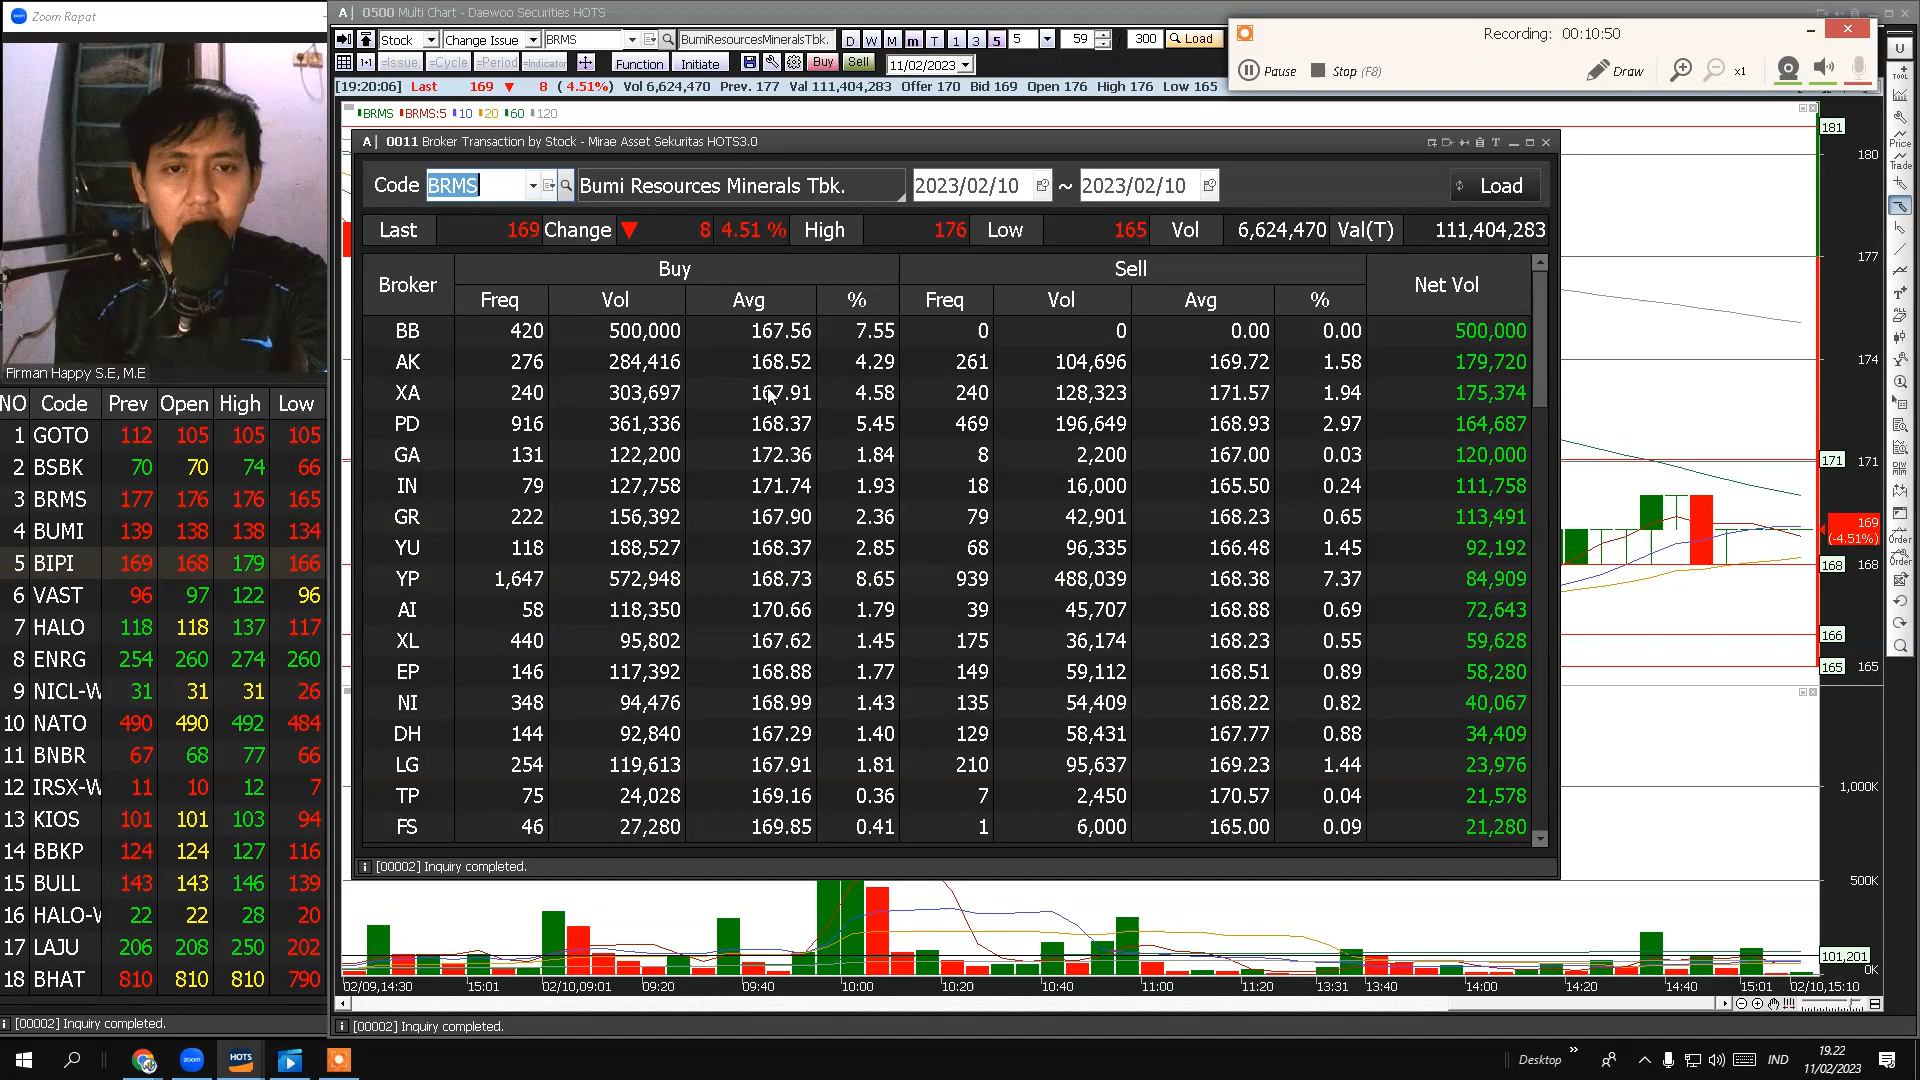 Zoom Rapat
Firman Happy S.E, M.E
NO Code Prev Open High Low
1 GOTO 112 105 105 105
2 BSBK 70 70 74 66
3 BRMS 177 176 176 165
4 BUMI 139 138 138 134
5 BIPI 169 168 179 166
6 VAST 96 97 122 96
7 HALO 118 118 137 117
8 ENRG 254 260 274 260
9 NICL-W 31 31 31 26
10 NATO 490 490 492 484
11 BNBR 67 68 77 66
12 IRSX-W 11 10 12 7
13 KIOS 101 101 103 94
14 BBKP 124 124 127 116
15 BULL 143 143 146 139
16 HALO-V 22 22 28 20
17 LAJU 206 208 250 202
18 BHAT 810 810 810 790
[00002] Inquiry completed.
A 0500 Multi Chart - Daewoo Securities HOTS
Stock Change Issue BRMS BumiResourcesMineralsTbk. D W M m T 1 3 5 5 59 300 Load
=Issue =Cycle =Period =Indicator Function Initiate Buy Sell 11/02/2023
[19:20:06] Last 169 ▼ 8 ( 4.51%) Vol 6,624,470 Prev. 177 Val 111,404,283 Offer 170 Bid 169 Open 176 High 176 Low 165
Recording: 00:10:50
Pause Stop (F8) Draw x1
BRMS BRMS:5 10 20 60 120
A 0011 Broker Transaction by Stock - Mirae Asset Sekuritas HOTS3.0
Code BRMS Bumi Resources Minerals Tbk. 2023/02/10 ~ 2023/02/10 Load
Last 169 Change ▼ 8 4.51 % High 176 Low 165 Vol 6,624,470 Val(T) 111,404,283
Broker Buy Sell Net Vol
Freq Vol Avg % Freq Vol Avg %
BB 420 500,000 167.56 7.55 0 0 0.00 0.00 500,000
AK 276 284,416 168.52 4.29 261 104,696 169.72 1.58 179,720
XA 240 303,697 167.91 4.58 240 128,323 171.57 1.94 175,374
PD 916 361,336 168.37 5.45 469 196,649 168.93 2.97 164,687
GA 131 122,200 172.36 1.84 8 2,200 167.00 0.03 120,000
IN 79 127,758 171.74 1.93 18 16,000 165.50 0.24 111,758
GR 222 156,392 167.90 2.36 79 42,901 168.23 0.65 113,491
YU 118 188,527 168.37 2.85 68 96,335 166.48 1.45 92,192
YP 1,647 572,948 168.73 8.65 939 488,039 168.38 7.37 84,909
AI 58 118,350 170.66 1.79 39 45,707 168.88 0.69 72,643
XL 440 95,802 167.62 1.45 175 36,174 168.23 0.55 59,628
EP 146 117,392 168.88 1.77 149 59,112 168.51 0.89 58,280
NI 348 94,476 168.99 1.43 135 54,409 168.22 0.82 40,067
DH 144 92,840 167.29 1.40 129 58,431 167.77 0.88 34,409
LG 254 119,613 167.91 1.81 210 95,637 169.23 1.44 23,976
TP 75 24,028 169.16 0.36 7 2,450 170.57 0.04 21,578
FS 46 27,280 169.85 0.41 1 6,000 165.00 0.09 21,280
[00002] Inquiry completed.
181
180
177
174
171 171
169
(-4.51%)
168 168
166
165 165
1,000K
500K
101,201
0K
02/09,14:30 15:01 02/10,09:01 09:20 09:40 10:00 10:20 10:40 11:00 11:20 13:31 13:40 14:00 14:20 14:40 15:01 02/10,15:10
[00002] Inquiry completed.
U
TOOL
Price
Trade
ALL
Order
Order
zoom HOTS
Desktop » IND 19.22
11/02/2023